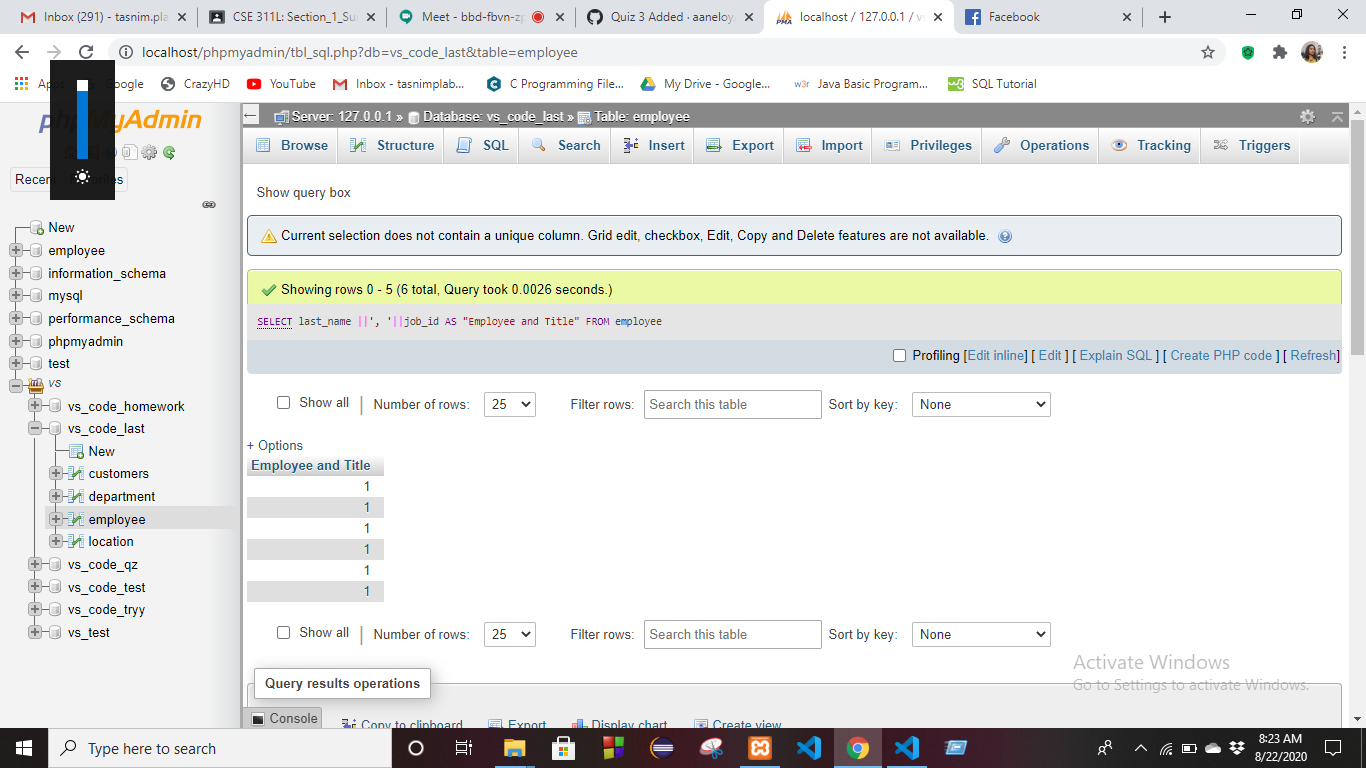 Inbox (291) - tasnim.pla
CSE 311L: Section_1_Su
Meet - bbd-fbvn-zp
Quiz 3 Added · aaneloy
localhost / 127.0.0.1 / v
Facebook
localhost/phpmyadmin/tbl_sql.php?db=vs_code_last&table=employee
Google
CrazyHD
YouTube
Inbox - tasnimplab...
C Programming File...
My Drive - Google...
w3r
Java Basic Program...
SQL Tutorial
phpMyAdmin
Server: 127.0.0.1 » Database: vs_code_last » Table: employee
Browse
Structure
SQL
Search
Insert
Export
Import
Privileges
Operations
Tracking
Triggers
New
employee
information_schema
mysql
performance_schema
phpmyadmin
test
vs
vs_code_homework
vs_code_last
New
customers
department
employee
location
vs_code_qz
vs_code_test
vs_code_tryy
vs_test
Show query box
Current selection does not contain a unique column. Grid edit, checkbox, Edit, Copy and Delete features are not available.
Showing rows 0 - 5 (6 total, Query took 0.0026 seconds.)
SELECT last_name ||', '||job_id AS "Employee and Title" FROM employee
Profiling [Edit inline] [ Edit ] [ Explain SQL ] [ Create PHP code ] [ Refresh]
Show all | Number of rows: 25 Filter rows: Search this table Sort by key: None
+ Options
Employee and Title
1
1
1
1
1
1
Show all | Number of rows: 25 Filter rows: Search this table Sort by key: None
Query results operations
Copy to clipboard
Export
Display chart
Create view
Console
Activate Windows
Go to Settings to activate Windows.
Type here to search
8:23 AM
8/22/2020